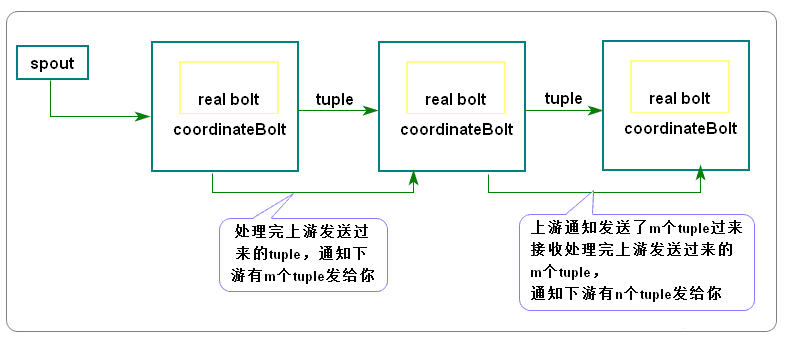 spout
real bolt
coordinateBolt
tuple
real bolt
coordinateBolt
tuple
real bolt
coordinateBolt
处理完上游发送过
来的tuple，通知下
游有m个tuple发给你
上游通知发送了m个tuple过来
接收处理完上游发送过来的
m个tuple，
通知下游有n个tuple发给你